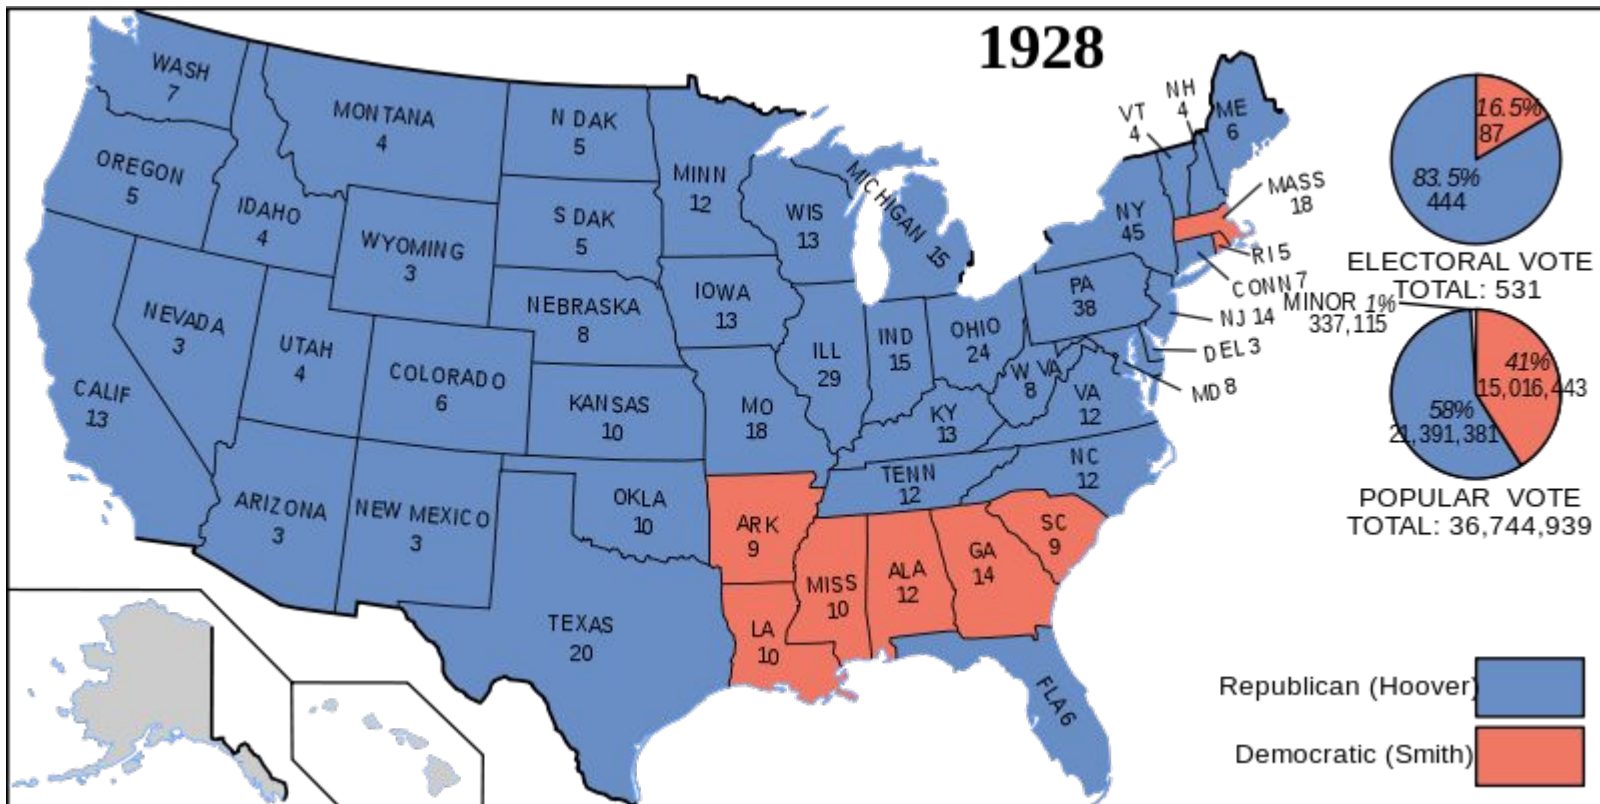 1928
WASH
7
OREGON
5
CALIF
13
IDAHO
4
NEVADA
3
MONTANA
4
WYOMING
3
UTAH
4
COLORADO
6
ARIZONA
3
NEW MEXICO
3
N DAK
5
S DAK
5
NEBRASKA
8
KANSAS
10
OKLA
10
TEXAS
20
MINN
12
IOWA
13
MO
18
ARK
9
LA
10
WIS
13
ILL
29
MICHIGAN 15
IND
15
OHIO
24
KY
13
TENN
12
MISS
10
ALA
12
GA
14
FLA 6
SC
9
NC
12
VA
12
W VA
8
PA
38
NY
45
VT
4
NH
4
ME
6
MASS
18
RI 5
CONN 7
NJ 14
DEL 3
MD 8
16.5%
87
83.5%
444
ELECTORAL VOTE
TOTAL: 531
MINOR 1%
337,115
41%
15,016,443
58%
21,391,381
POPULAR VOTE
TOTAL: 36,744,939
Republican (Hoover)
Democratic (Smith)